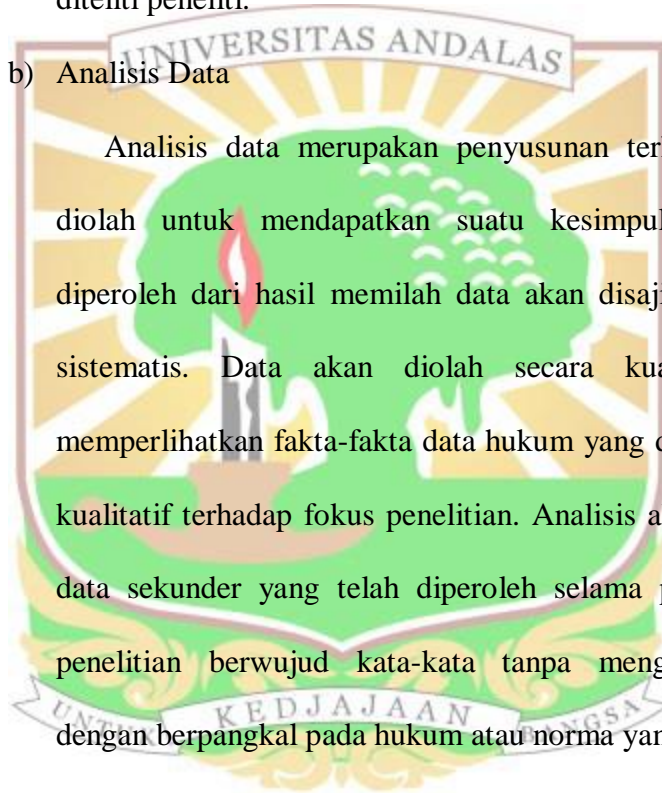 diteliti peneliti.
UNIVERSITAS ANDALAS
b) Analisis Data
Analisis data merupakan penyusunan ter
diolah untuk mendapatkan suatu kesimpul
diperoleh dari hasil memilah data akan disaji
sistematis. Data akan diolah secara kua
memperlihatkan fakta-fakta data hukum yang d
kualitatif terhadap fokus penelitian. Analisis a
data sekunder yang telah diperoleh selama p
penelitian berwujud kata-kata tanpa meng
UNTUK KEDJAJAAN BANGSA
dengan berpangkal pada hukum atau norma yan